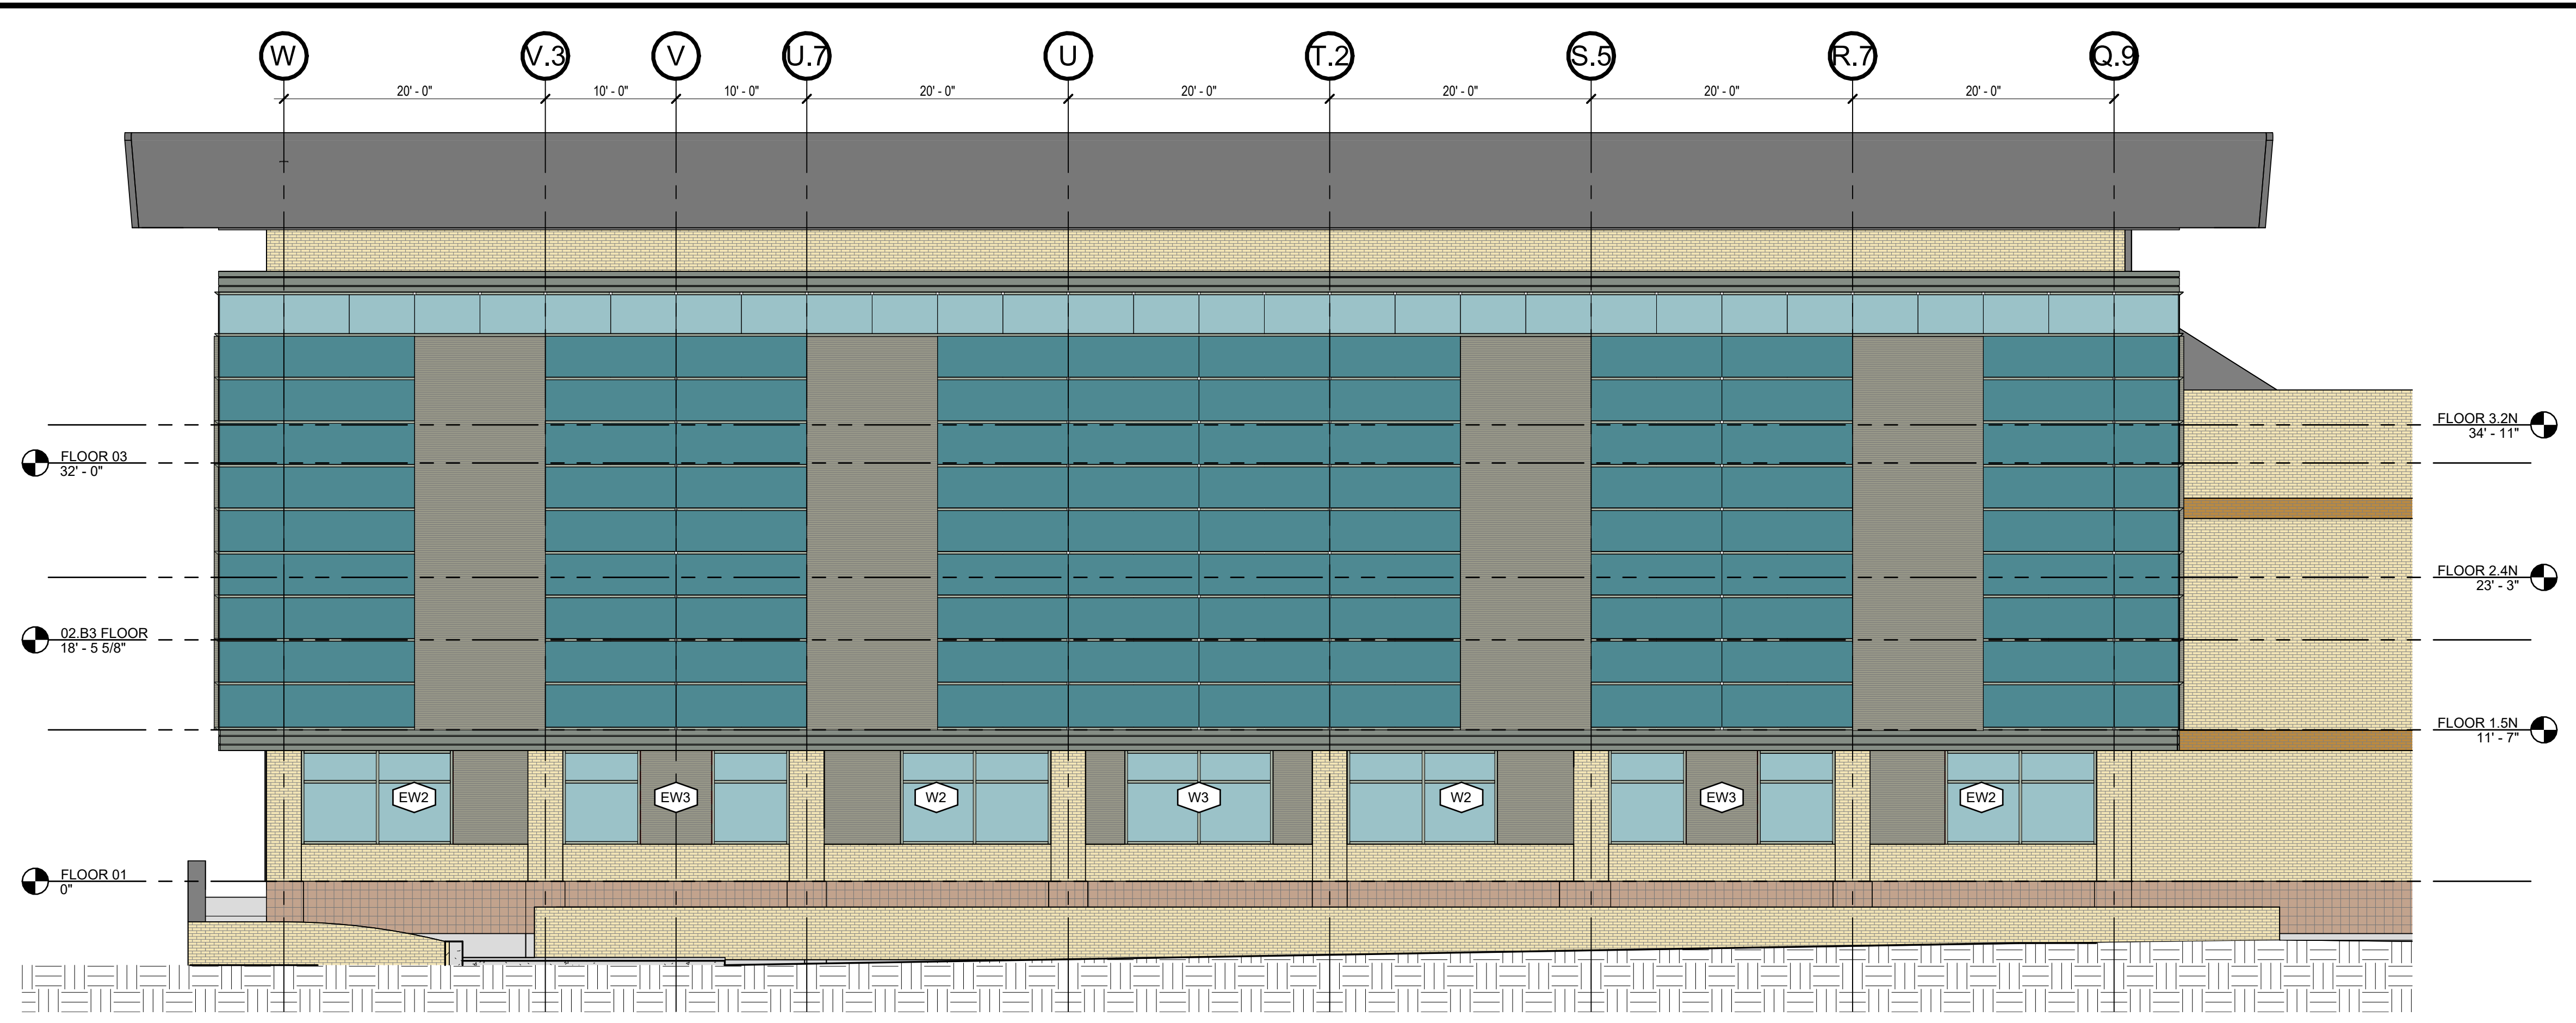 W
V.3
V
U.7
U
T.2
S.5
R.7
Q.9
20' - 0"
10' - 0"
10' - 0"
20' - 0"
20' - 0"
20' - 0"
20' - 0"
20' - 0"
FLOOR 3.2N
34' - 11"
FLOOR 03
32' - 0"
FLOOR 2.4N
23' - 3"
02.B3 FLOOR
18' - 5 5/8"
FLOOR 1.5N
11' - 7"
EW2
EW3
W2
W3
W2
EW3
EW2
FLOOR 01
0"